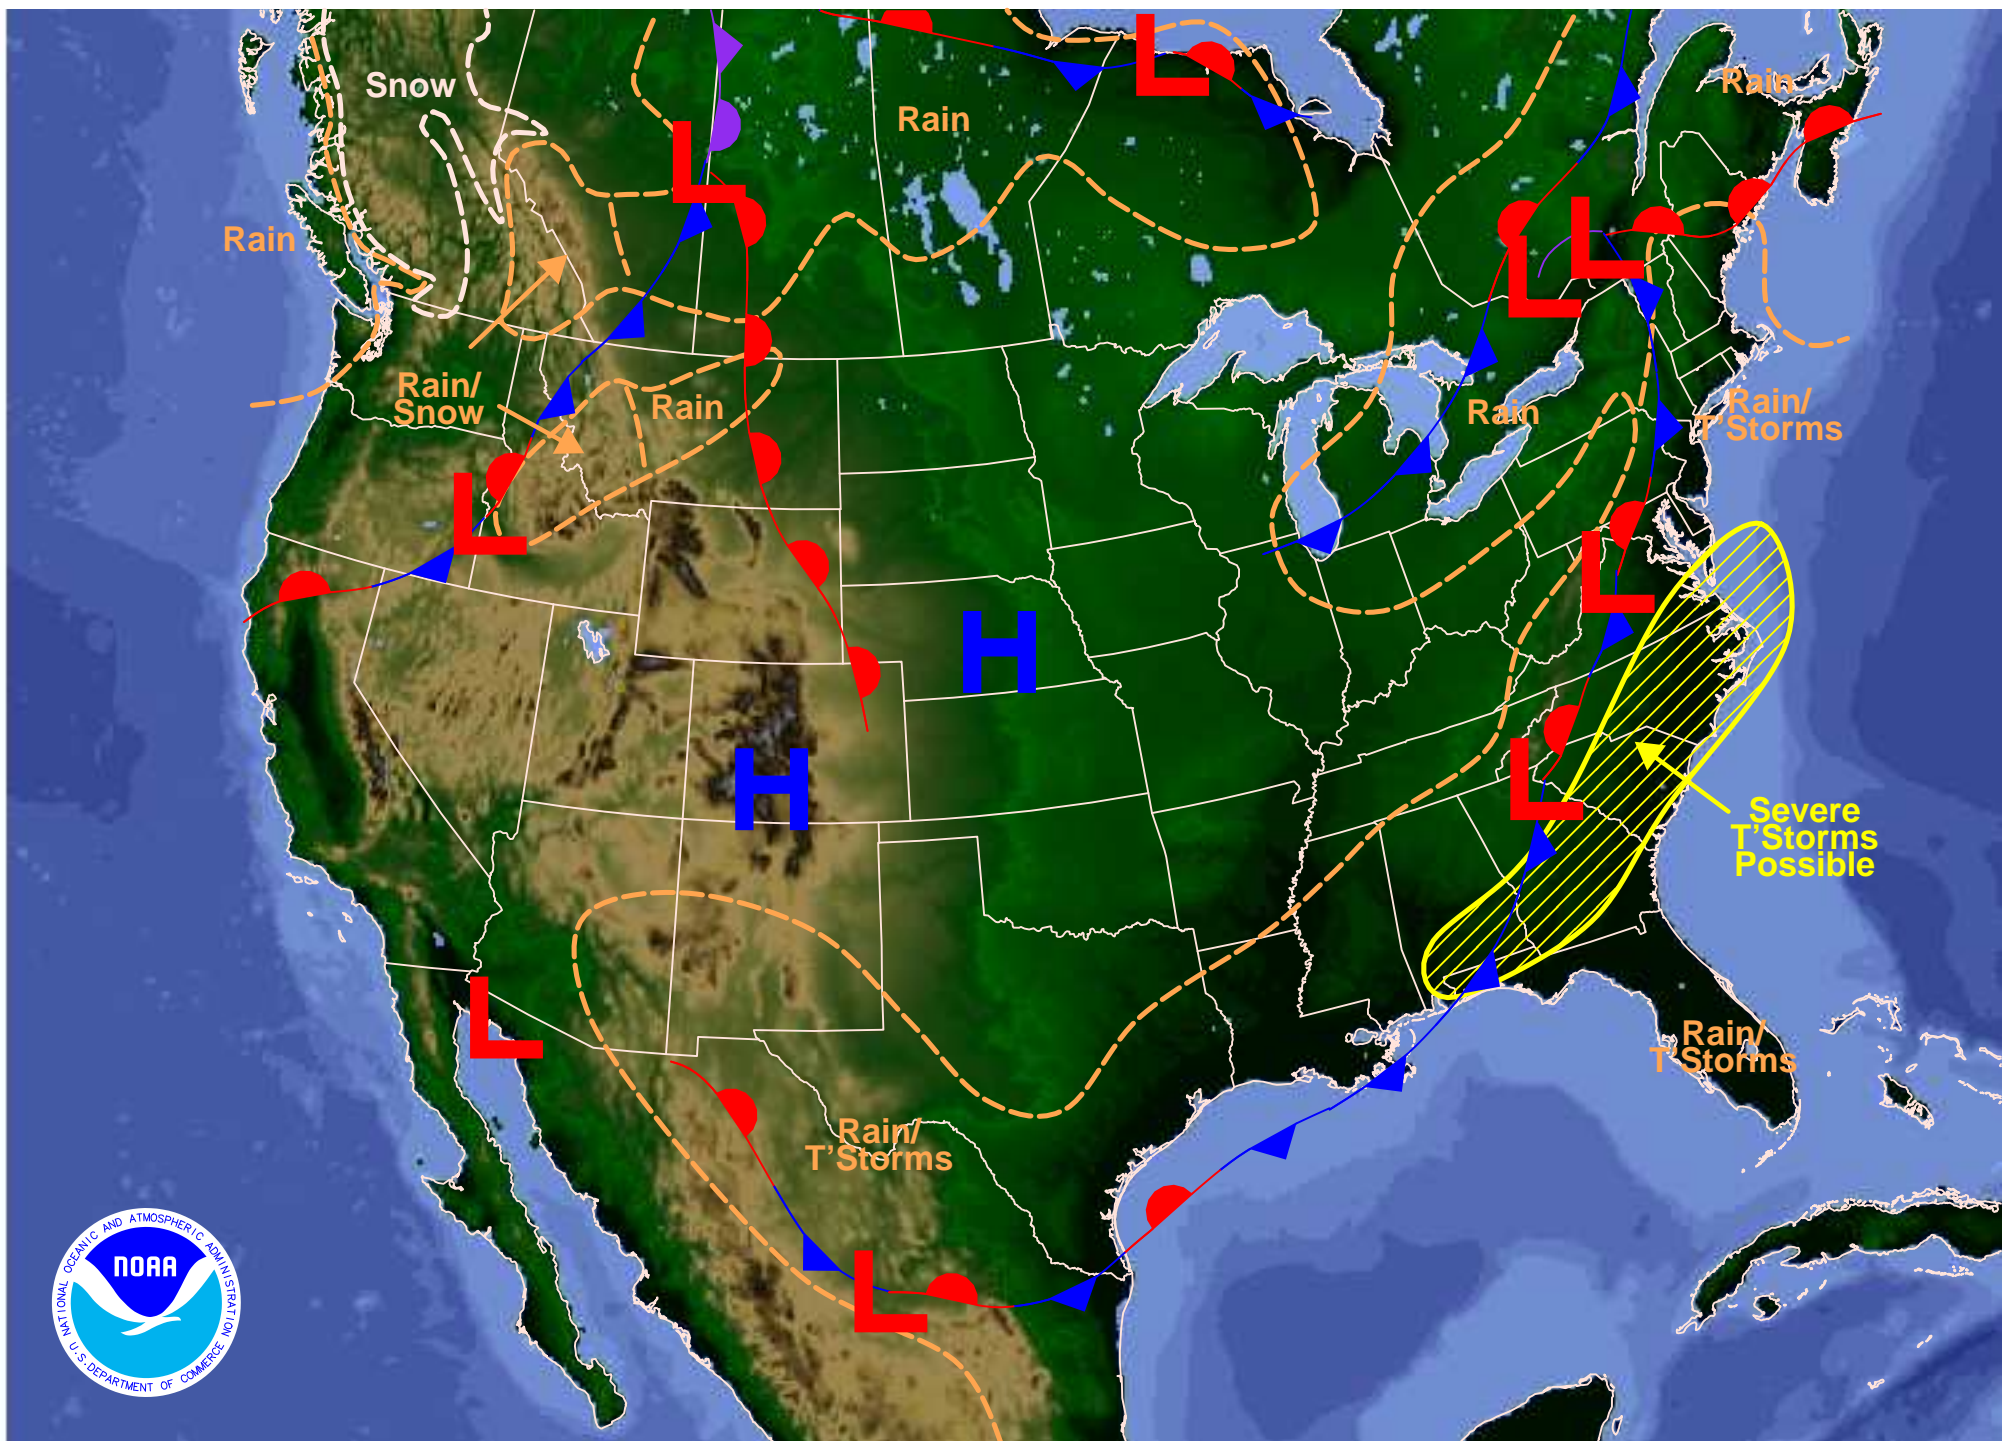 Snow
Rain
Rain
Rain
Rain/
Snow
Rain
Rain
Rain/
T'Storms
L
L
L
L
L
L
L
L
L
L
H
H
Severe
T'Storms
Possible
Rain/
T'Storms
Rain/
T'Storms
NATIONAL OCEANIC AND ATMOSPHERIC ADMINISTRATION
NOAA
U.S. DEPARTMENT OF COMMERCE